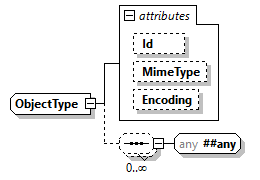 attributes
Id
MimeType
Encoding
ObjectType
any ##any
0..∞